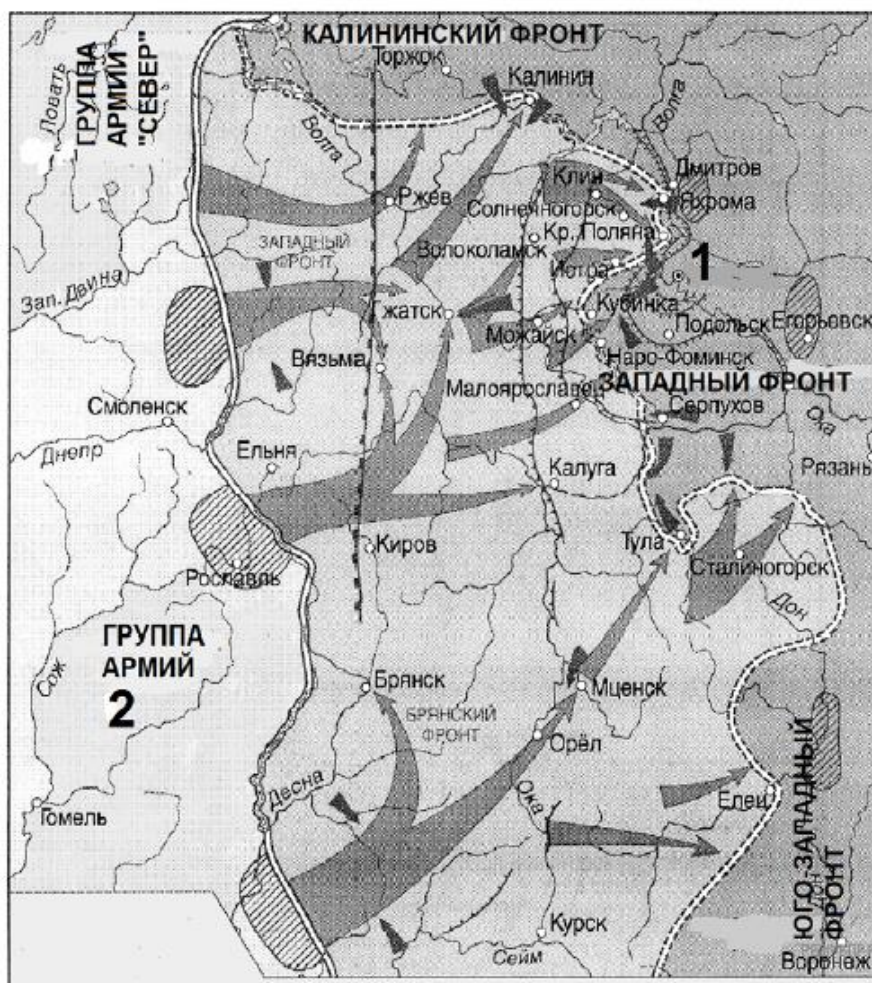 КАЛИНИНСКИЙ ФРОНТ
Торжок
ГРУППА
АРМИЙ
"СЕВЕР"
Ловать
Калинин
Волга
Волга
Дмитров
Клин
Яхрома
Ржев
Солнечногорск
Кр. Поляна
ЗАПАДНЫЙ
ФРОНТ
Волоколамск
Истра
1
Зап. Двина
Гжатск
Кубинка
Можайск
Подольск
Егорьевск
Вязьма
Наро-Фоминск
Малоярославец
ЗАПАДНЫЙ ФРОНТ
Смоленск
Серпухов
Ока
Днепр
Ельня
Калуга
Рязань
Киров
Тула
Рославль
Сталиногорск
Дон
ГРУППА
АРМИЙ
2
Сож
Брянск
Мценск
БРЯНСКИЙ
ФРОНТ
Орёл
Десна
Ока
Елец
Гомель
ЮГО-ЗАПАДНЫЙ
ФРОНТ
Дон
Курск
Сейм
Воронеж